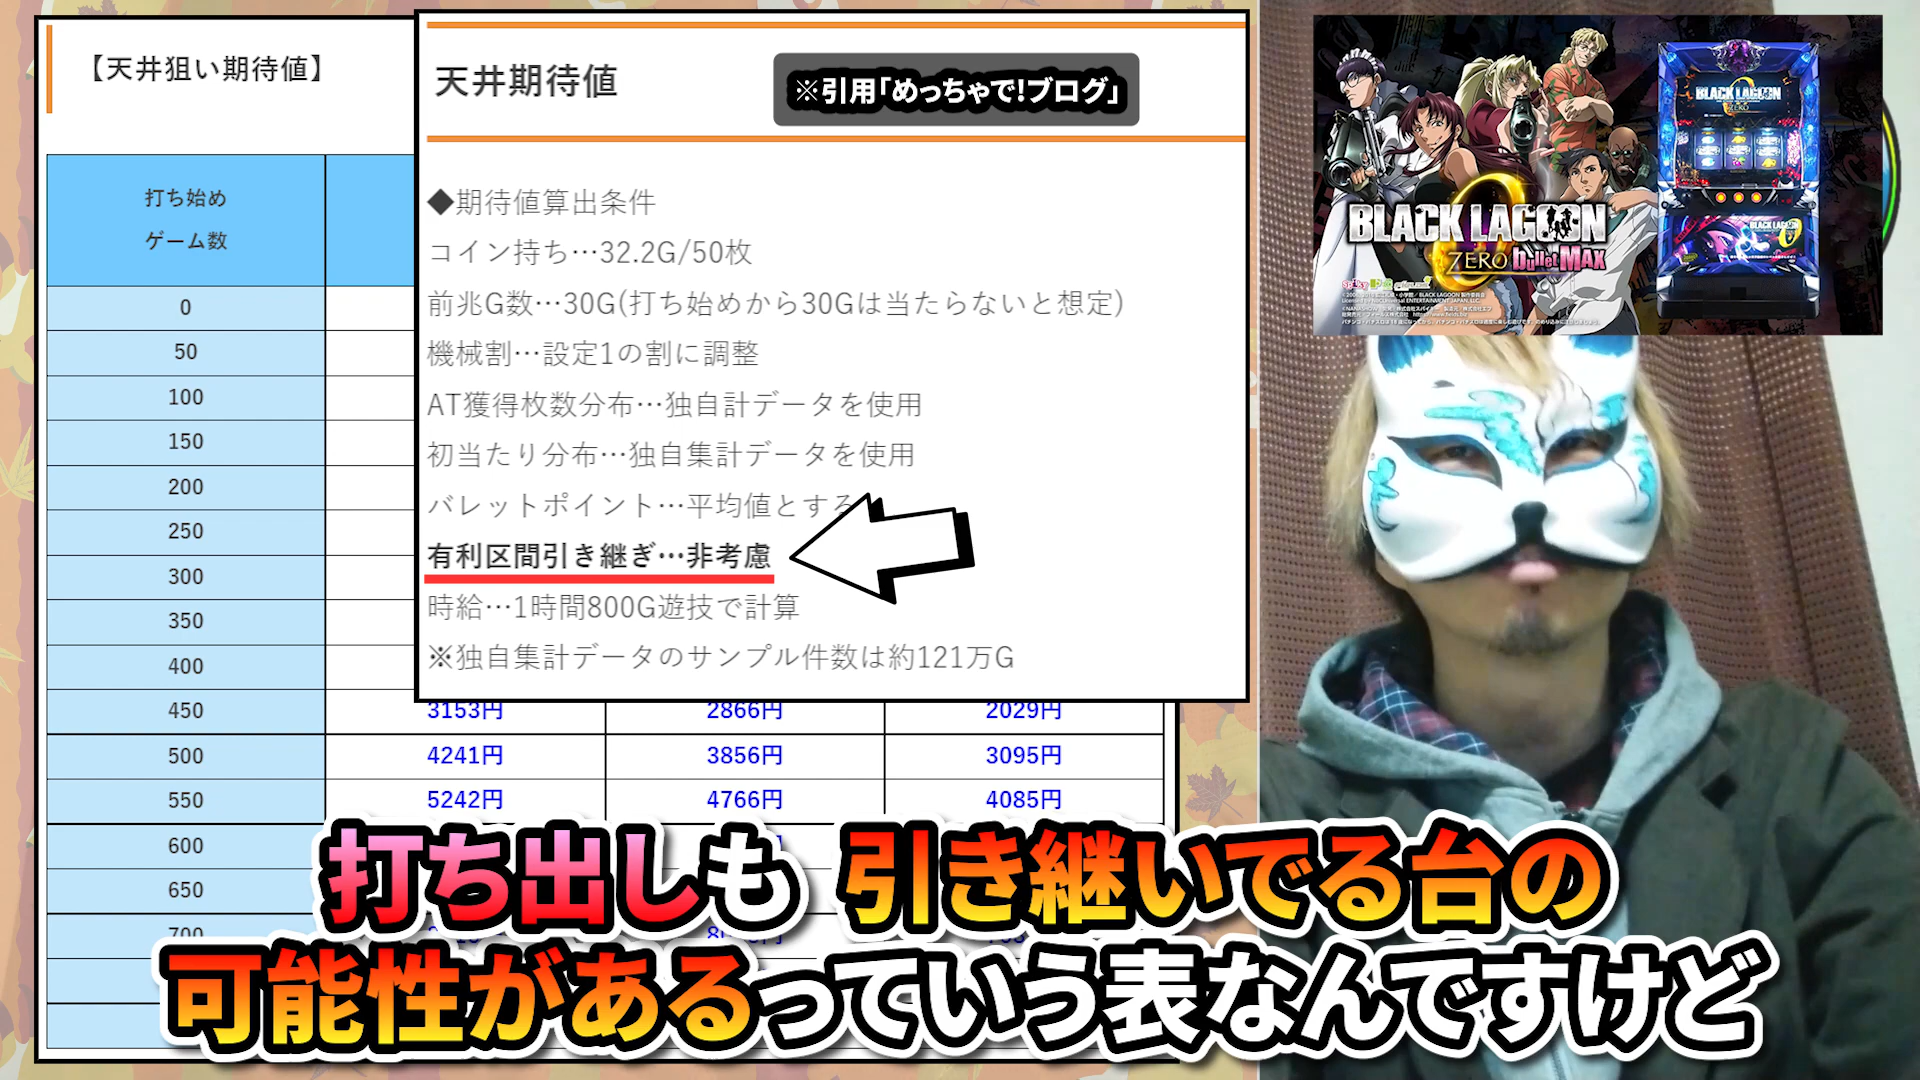 【天井狙い期待値】
打ち始め
ゲーム数
0
50
100
150
200
250
300
350
400
450 3153円 2866円 2029円
500 4241円 3856円 3095円
550 5242円 4766円 4085円
600
650
700
天井期待値
※引用「めっちゃで!ブログ」
◆期待値算出条件
コイン持ち…32.2G/50枚
前兆G数…30G(打ち始めから30Gは当たらないと想定)
機械割…設定1の割に調整
AT獲得枚数分布…独自計データを使用
初当たり分布…独自集計データを使用
バレットポイント…平均値とする
有利区間引き継ぎ…非考慮
時給…1時間800G遊技で計算
※独自集計データのサンプル件数は約121万G
BLACK LAGOON
ZERO bullet MAX
BLACK LAGOON
ZERO
BLACK LAGOON
打ち出しも 引き継いでる台の
可能性があるっていう表なんですけど